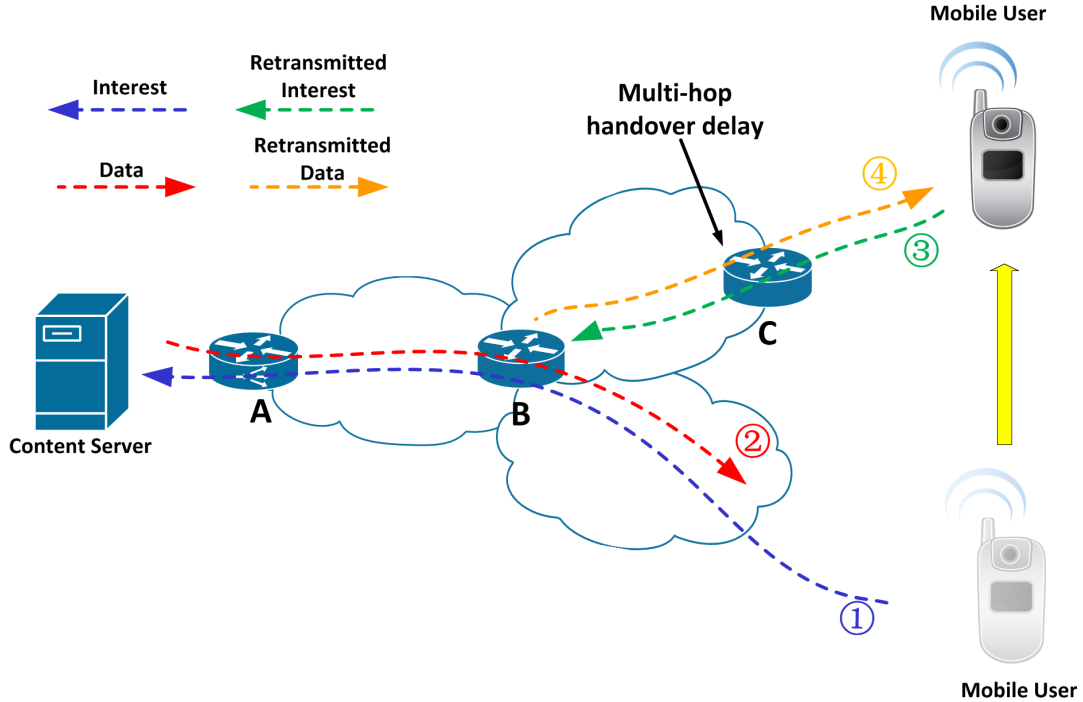 Mobile User
Retransmitted
Interest
Interest
Multi-hop
handover delay
Retransmitted
Data
Data
④
③
C
A
B
Content Server
②
①
Mobile User